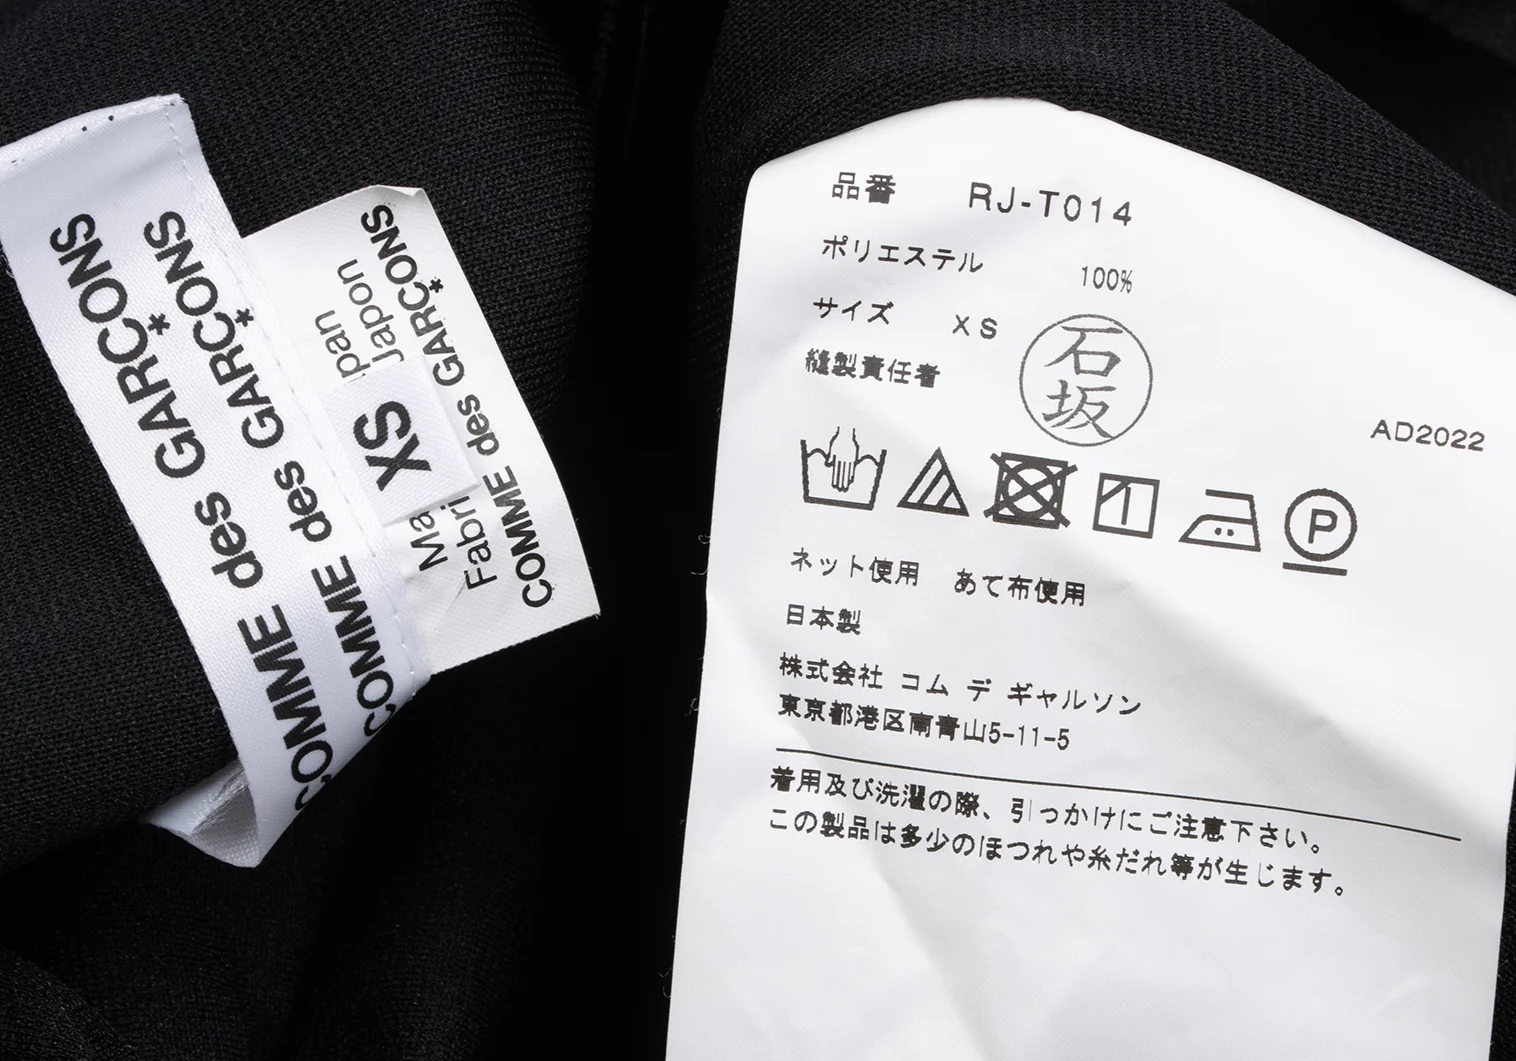 COMME des GARÇONS
COMME des GARÇONS
pan
Japon
XS
Ma
Fabri
COMME des GARÇONS
品番 RJ-T014
ポリエステル 100%
サイズ XS
縫製責任者 石坂
AD2022
P
ネット使用 あて布使用
日本製
株式会社 コム デ ギャルソン
東京都港区南青山5-11-5
着用及び洗濯の際、引っかけにご注意下さい。
この製品は多少のほつれや糸だれ等が生じます。